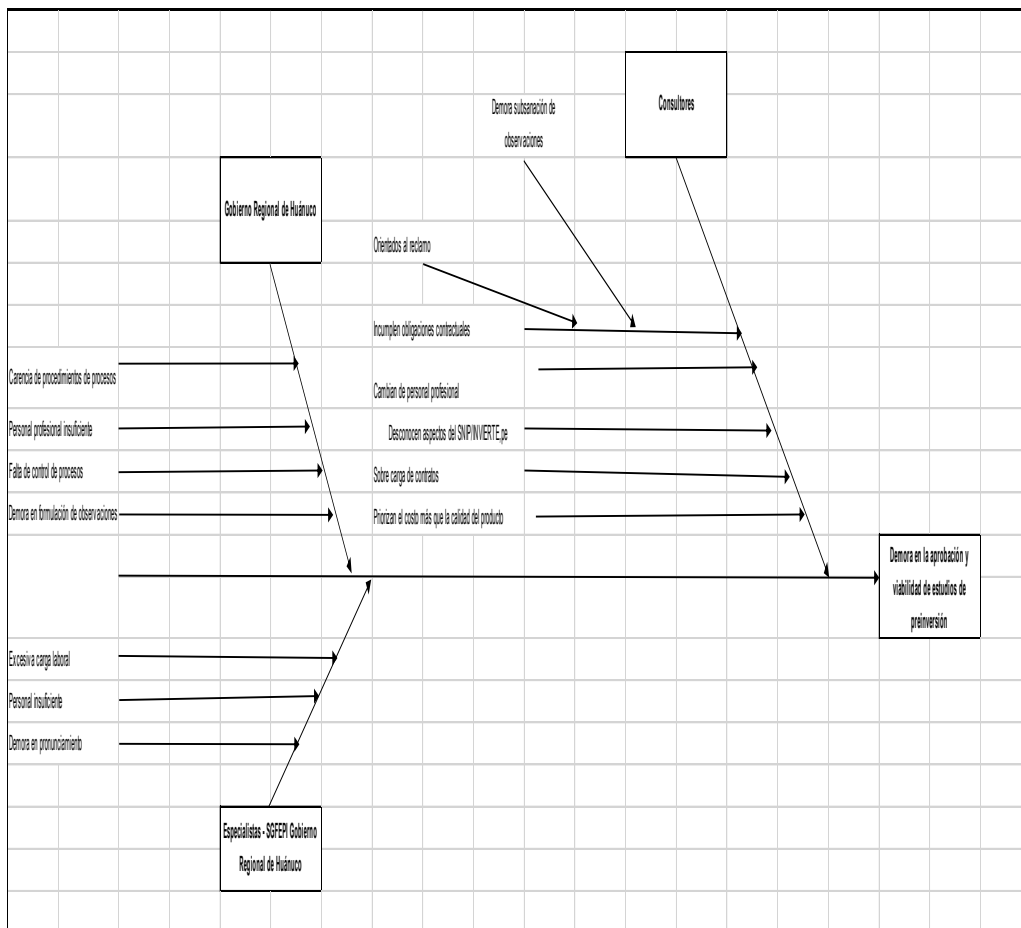 Consultores
Demora subsanación de
observaciones
Gobierno Regional de Huánuco
Orientados al reclamo
Incumplen obligaciones contractuales
Carencia de procedimientos de procesos
Cambian de personal profesional
Personal profesional insuficiente
Desconocen aspectos del SNIP/INVIERTE,pe
Falta de control de procesos
Sobre carga de contratos
Demora en formulación de observaciones
Priorizan el costo más que la calidad del producto
Demora en la aprobación y
viabilidad de estudios de
preinversión
Excesiva carga laboral
Personal insuficiente
Demora en pronunciamiento
Especialistas - SGFEPI Gobierno
Regional de Huánuco